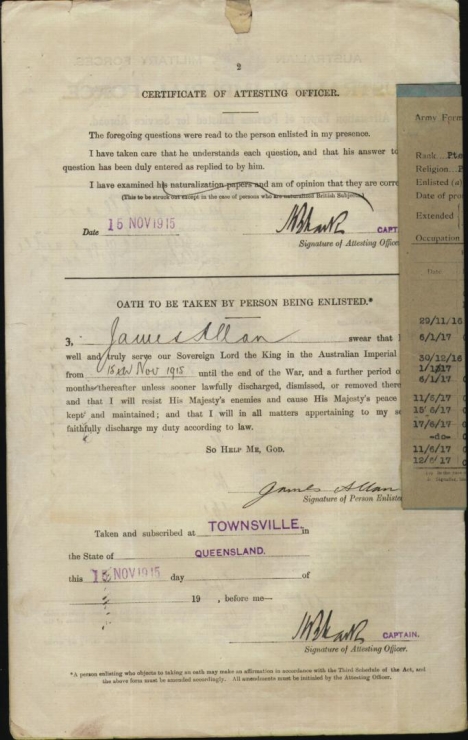 2
CERTIFICATE OF ATTESTING OFFICER.
The foregoing questions were read to the person enlisted in my presence.
I have taken care that he understands each question, and that his answer to
question has been duly entered as replied to by him.
I have examined his naturalization papers and am of opinion that they are corre
(This to be struck out except in the case of persons who are naturalized British Subjects.)
Date 15 NOV 1915
CAPT
Signature of Attesting Office
OATH TO BE TAKEN BY PERSON BEING ENLISTED.*
3, James Allan swear that I
well and truly serve our Sovereign Lord the King in the Australian Imperial
from 15th Nov 1915 until the end of the War, and a further period o
months thereafter unless sooner lawfully discharged, dismissed, or removed there
and that I will resist His Majesty's enemies and cause His Majesty's peace
kept and maintained; and that I will in all matters appertaining to my se
faithfully discharge my duty according to law.
SO HELP ME, GOD.
James Allan
Signature of Person Enliste
Taken and subscribed at TOWNSVILLE. in
the State of QUEENSLAND.
this 15 NOV 1915 day of
19 , before me—
CAPTAIN.
Signature of Attesting Officer.
*A person enlisting who objects to taking an oath may make an affirmation in accordance with the Third Schedule of the Act, and
the above form must be amended accordingly. All amendments must be initialed by the Attesting Officer.
Army Form
Rank Pte
Religion
Enlisted (a)
Date of pro
Extended
Occupation
Date
29/11/16
6/1/17
30/12/16
1/1/17
6/1/17
11/6/17
15/6/17
17/6/17
-do-
11/6/17
12/6/17